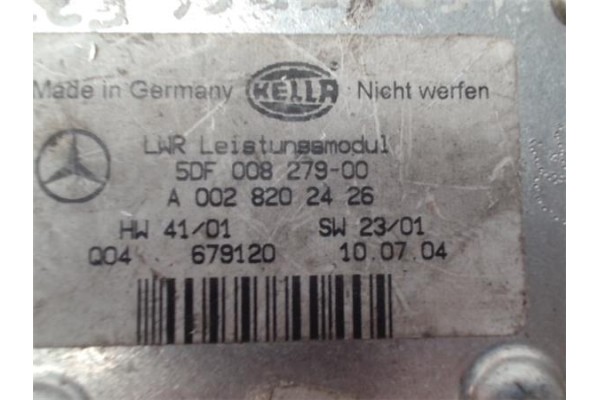 Made in Germany HELLA Nicht werfen
LWR Leistungsmodul
5DF 008 279-00
A 002 820 24 26
HW 41/01 SW 23/01
Q04 679120 10.07.04